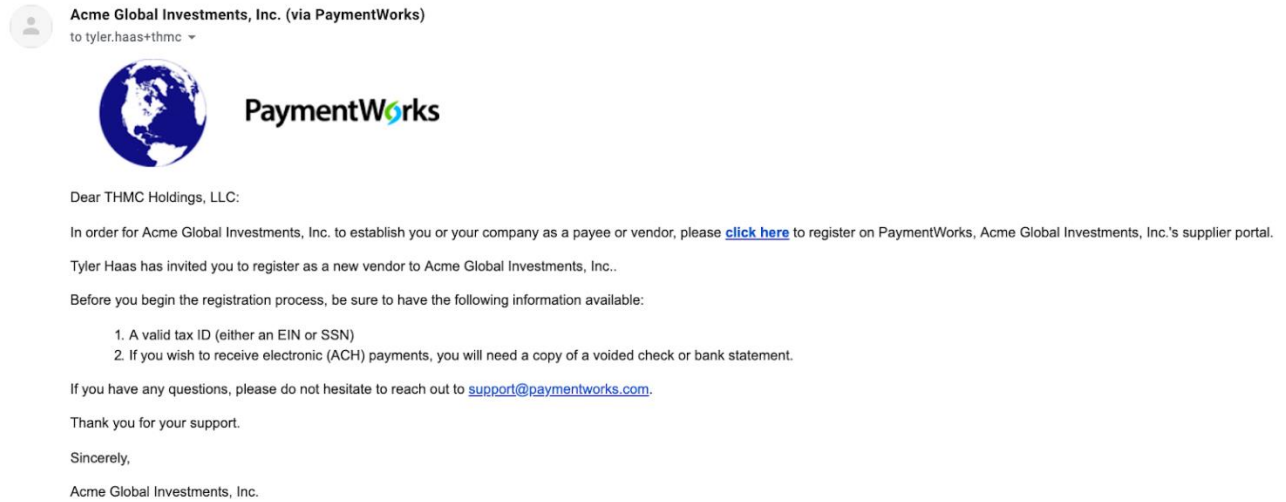 Acme Global Investments, Inc. (via PaymentWorks)
to tyler.haas+thmc
PaymentWorks
Dear THMC Holdings, LLC:
In order for Acme Global Investments, Inc. to establish you or your company as a payee or vendor, please click here to register on PaymentWorks, Acme Global Investments, Inc.'s supplier portal.
Tyler Haas has invited you to register as a new vendor to Acme Global Investments, Inc..
Before you begin the registration process, be sure to have the following information available:
1. A valid tax ID (either an EIN or SSN)
2. If you wish to receive electronic (ACH) payments, you will need a copy of a voided check or bank statement.
If you have any questions, please do not hesitate to reach out to support@paymentworks.com.
Thank you for your support.
Sincerely,
Acme Global Investments, Inc.